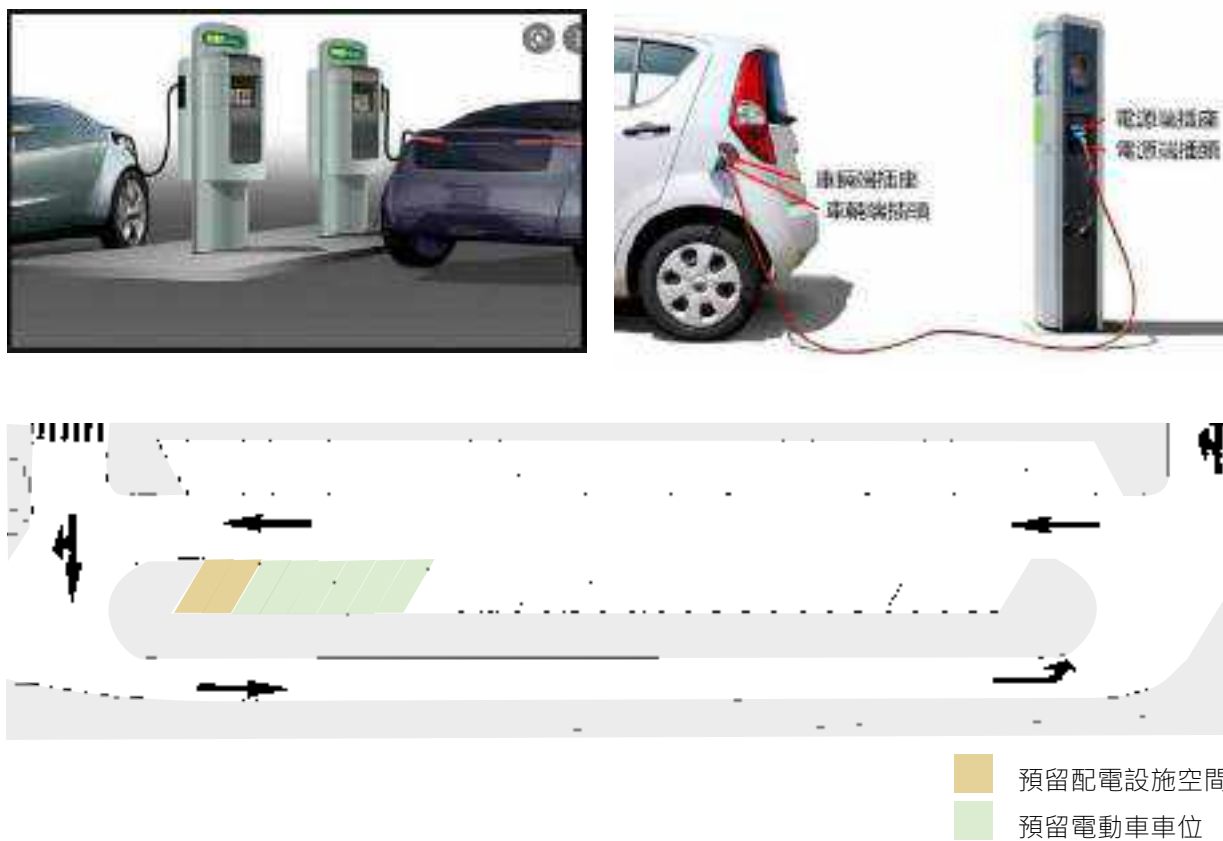 電源端插座
電源端插頭
車輛端插座
車輛端插頭
預留配電設施空間
預留電動車車位